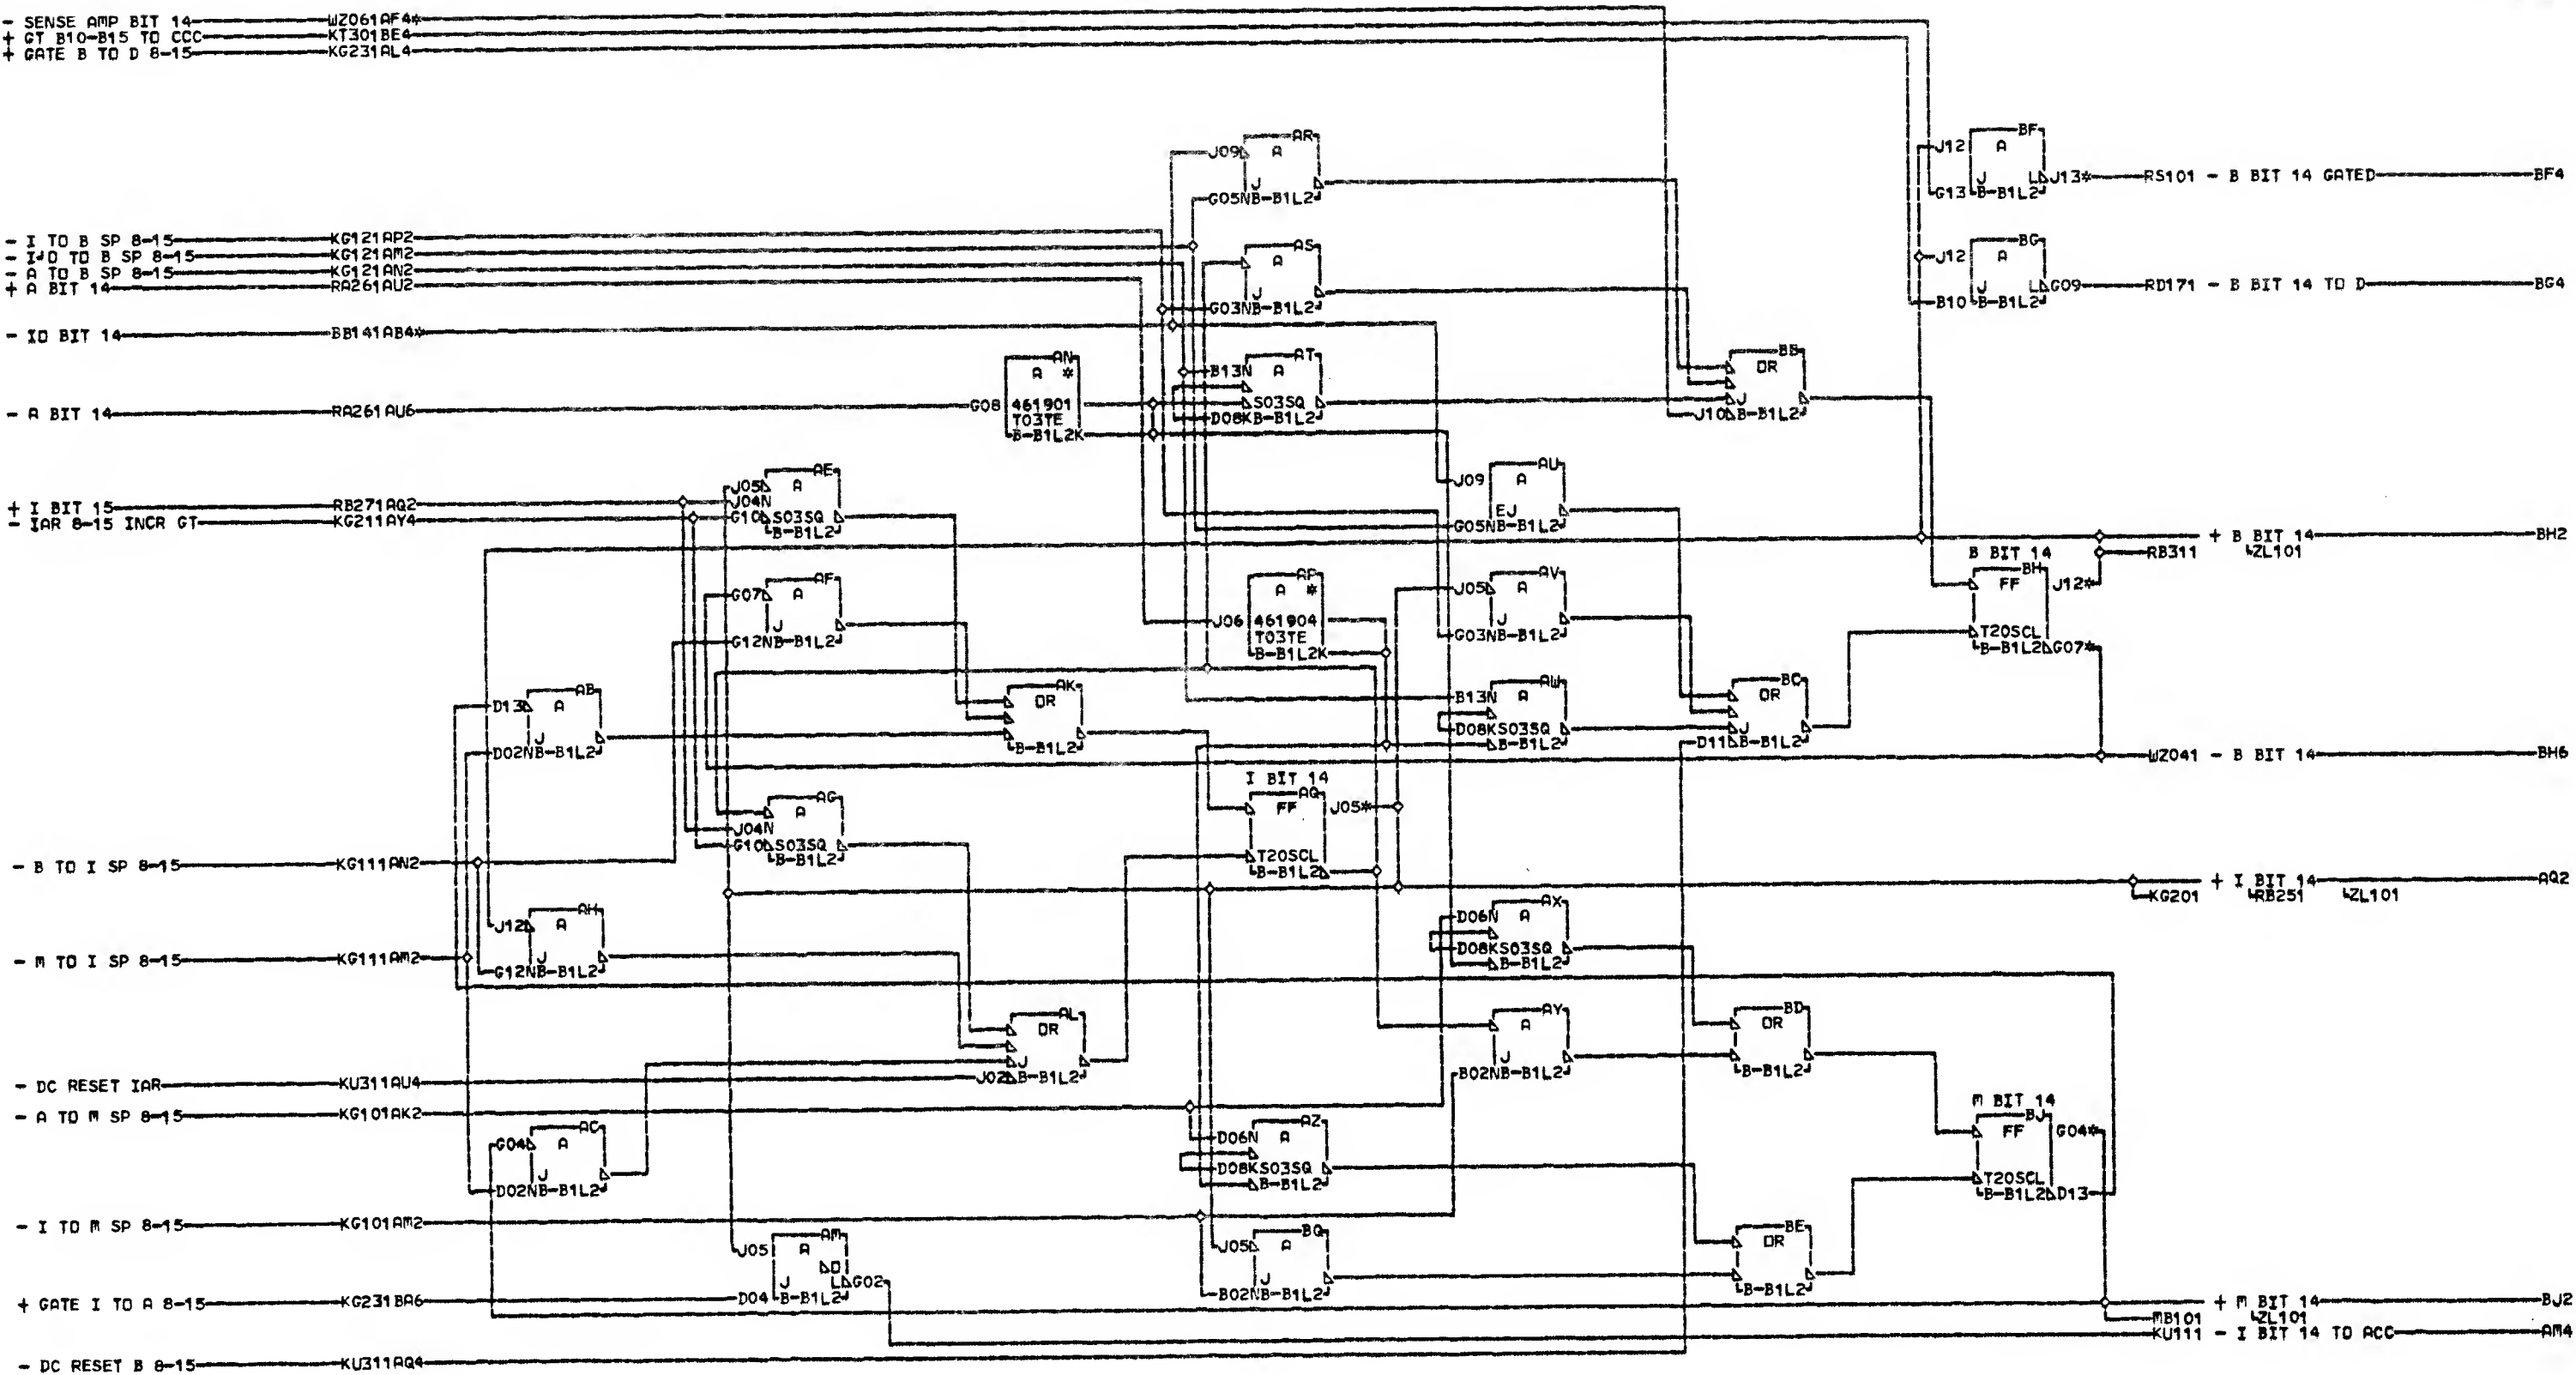 - SENSE AMP BIT 14 WZ061AF4*
+ GT B10-B15 TO CCC KT301BE4
+ GATE B TO D 8-15 KG231AL4
AR
J09 A
J
G05NB-B1L2
BF
J12 A
J L J13* RS101 - B BIT 14 GATED BF4
G13 B-B1L2
- I TO B SP 8-15 KG121AP2
- I-O TO B SP 8-15 KG121AM2
- A TO B SP 8-15 KG121AN2
+ A BIT 14 RA261AU2
AS
A
J
G03NB-B1L2
BG
J12 A
J L G09 RD171 - B BIT 14 TO D BG4
B10 B-B1L2
- IO BIT 14 BB141AB4*
AN
A *
G08 461901
T03TE
B-B1L2K
AT
B13N A
S03SQ
D08KB-B1L2
BB
OR
J
J10 B-B1L2
- A BIT 14 RA261AU6
AE
J05 A
J04N
G10 S03SQ
B-B1L2
AU
J09 A
EJ
G05NB-B1L2
+ I BIT 15 RB271AQ2
- IAR 8-15 INCR GT KG211AY4
+ B BIT 14 BH2
RB311 ZL101
B BIT 14
BH
FF J12*
T20SCL
B-B1L2 G07*
AF
G07 A
J
G12NB-B1L2
AP
A *
J06 461904
T03TE
B-B1L2K
AV
J05 A
J
G03NB-B1L2
AB
D13 A
J
D02NB-B1L2
AK
OR
B-B1L2
AW
B13N A
D08KS03SQ
B-B1L2
BC
OR
J
D11 B-B1L2
WZ041 - B BIT 14 BH6
I BIT 14
AQ
FF J05*
T20SCL
B-B1L2
AG
A
J04N
G10 S03SQ
B-B1L2
- B TO I SP 8-15 KG111AN2
+ I BIT 14 AQ2
KG201 RB251 ZL101
AH
J12 A
J
G12NB-B1L2
AX
D06N A
D08KS03SQ
B-B1L2
- M TO I SP 8-15 KG111AM2
AL
OR
J
J02 B-B1L2
AY
A
J
B02NB-B1L2
BD
OR
B-B1L2
- DC RESET IAR KU311AU4
- A TO M SP 8-15 KG101AK2
AC
G04 A
J
D02NB-B1L2
AZ
D06N A
D08KS03SQ
B-B1L2
M BIT 14
BJ
FF G04*
T20SCL
B-B1L2 D13
- I TO M SP 8-15 KG101AM2
AM
J05 A
D
J L G02
D04 B-B1L2
BQ
J05 A
J
B02NB-B1L2
BE
OR
B-B1L2
+ GATE I TO A 8-15 KG231BA6
+ M BIT 14 BJ2
MB101 ZL101
KU111 - I BIT 14 TO ACC AM4
- DC RESET B 8-15 KU311AQ4